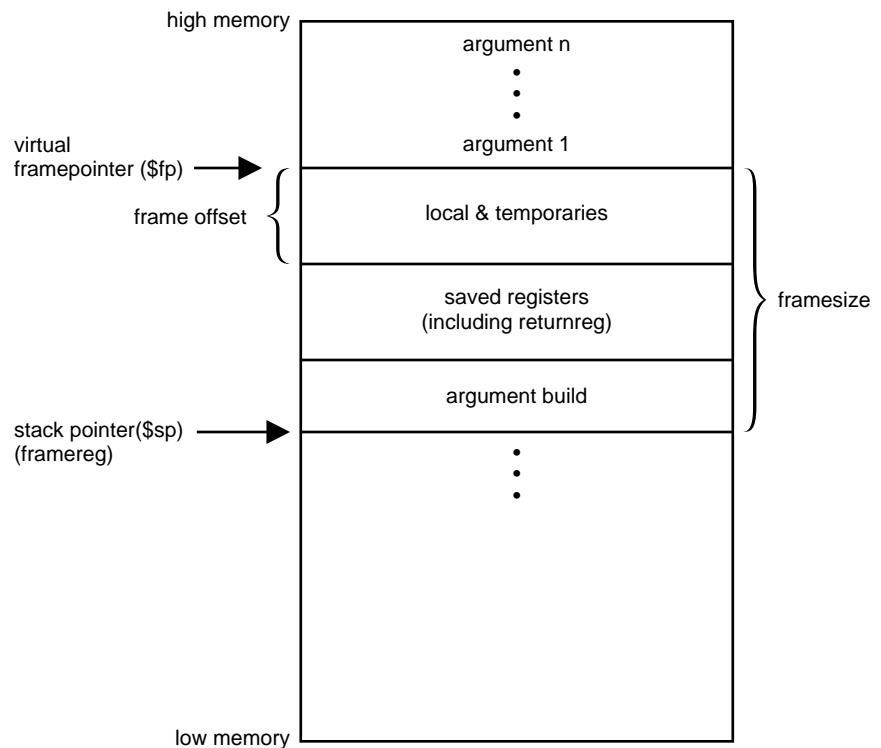 high memory
argument n
argument 1
virtual
framepointer ($fp)
frame offset
local & temporaries
saved registers
(including returnreg)
framesize
argument build
stack pointer($sp)
(framereg)
low memory